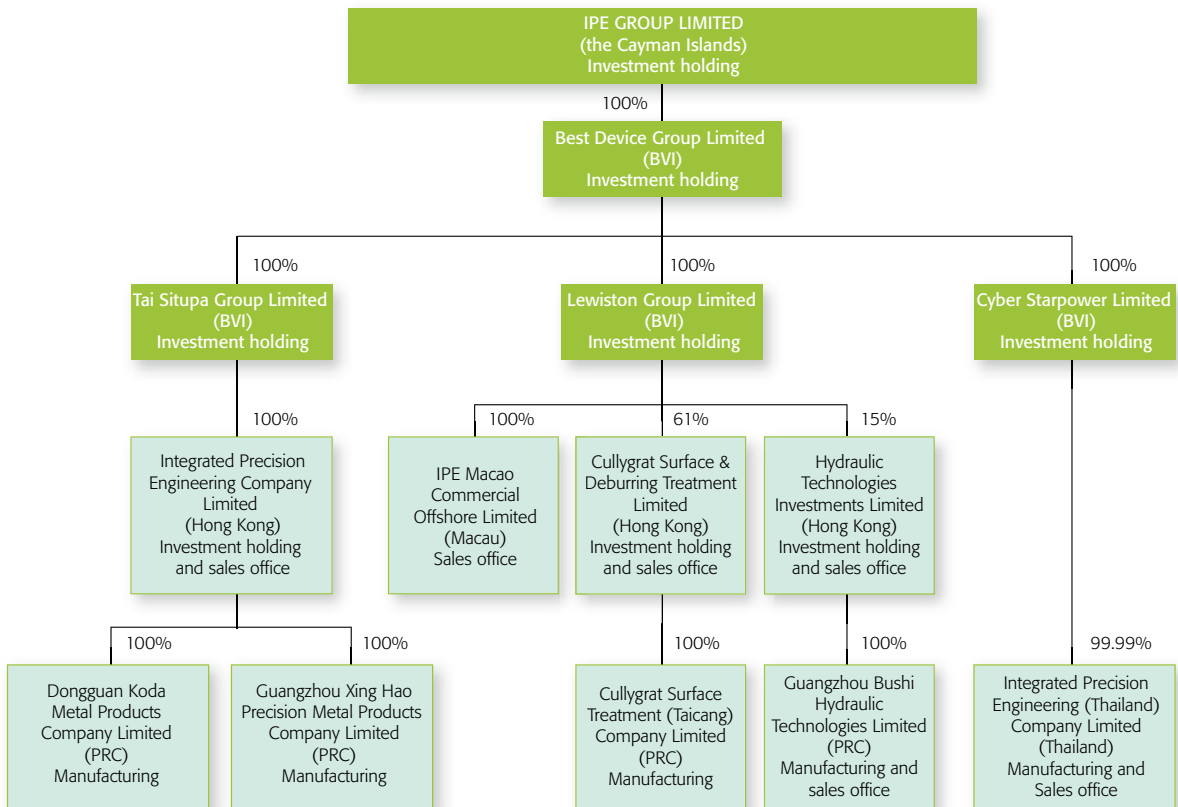 IPE GROUP LIMITED
(the Cayman Islands)
Investment holding
100%
Best Device Group Limited
(BVI)
Investment holding
100%
Tai Situpa Group Limited
(BVI)
Investment holding
100%
Lewiston Group Limited
(BVI)
Investment holding
100%
Cyber Starpower Limited
(BVI)
Investment holding
100%
Integrated Precision
Engineering Company
Limited
(Hong Kong)
Investment holding
and sales office
100%
IPE Macao
Commercial
Offshore Limited
(Macau)
Sales office
61%
Cullygrat Surface &
Deburring Treatment
Limited
(Hong Kong)
Investment holding
and sales office
15%
Hydraulic
Technologies
Investments Limited
(Hong Kong)
Investment holding
and sales office
100%
Dongguan Koda
Metal Products
Company Limited
(PRC)
Manufacturing
100%
Guangzhou Xing Hao
Precision Metal Products
Company Limited
(PRC)
Manufacturing
100%
Cullygrat Surface
Treatment (Taicang)
Company Limited
(PRC)
Manufacturing
100%
Guangzhou Bushi
Hydraulic
Technologies Limited
(PRC)
Manufacturing and
sales office
99.99%
Integrated Precision
Engineering (Thailand)
Company Limited
(Thailand)
Manufacturing and
Sales office